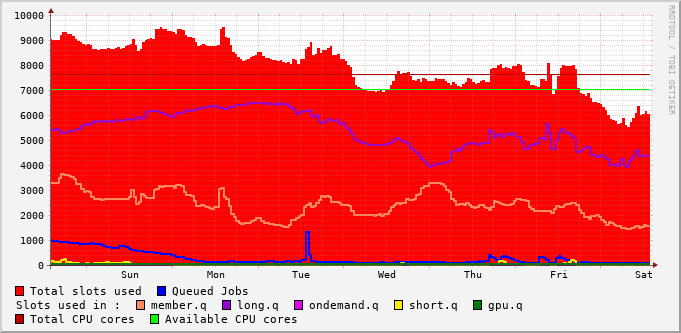 10000
9000
8000
7000
6000
5000
4000
3000
2000
1000
0
Sun Mon Tue Wed Thu Fri Sat
RRDTOOL / TOBI OETIKER
Total slots used Queued Jobs
Slots used in : member.q long.q ondemand.q short.q gpu.q
Total CPU cores Available CPU cores